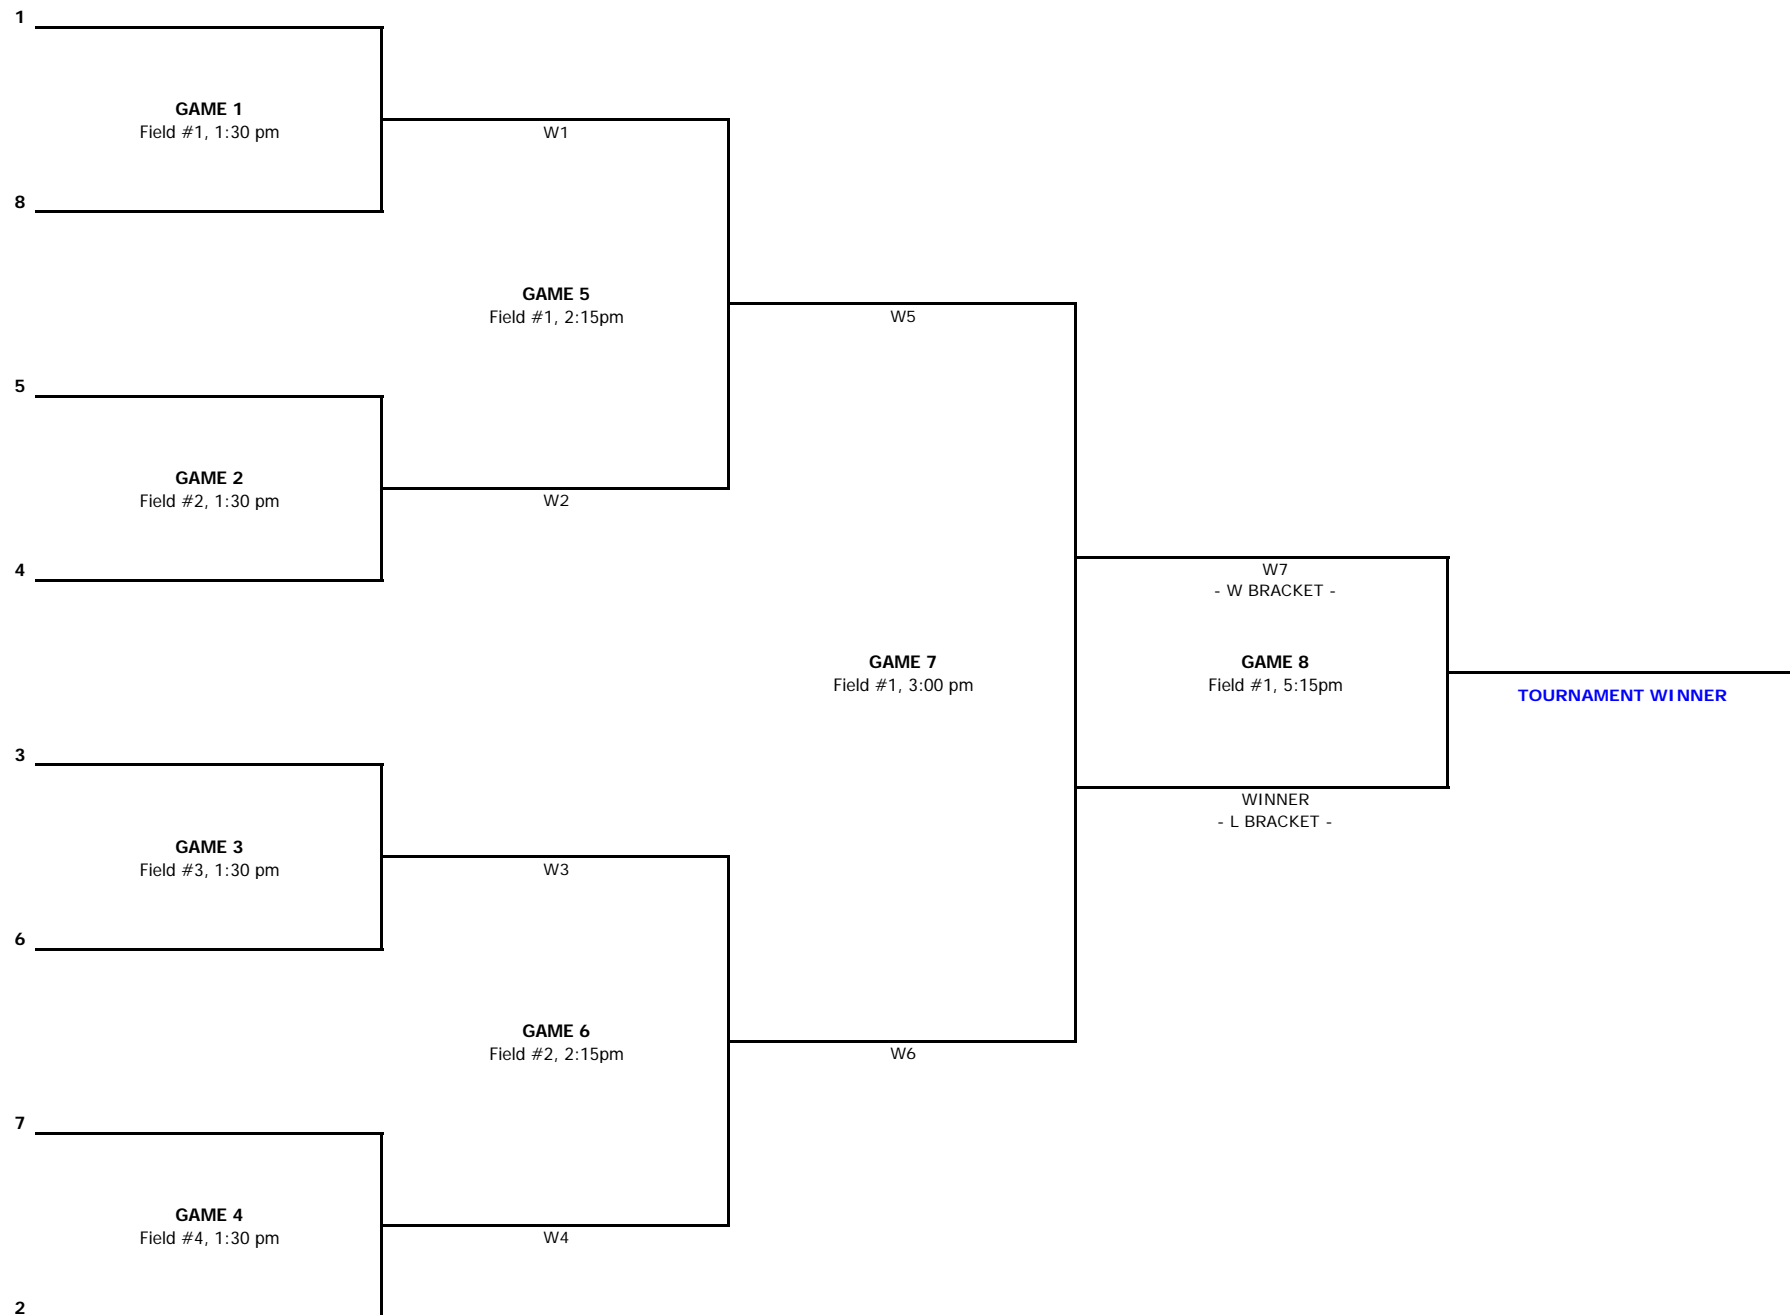 1
GAME 1
Field #1, 1:30 pm
W1
8
GAME 5
Field #1, 2:15pm
W5
5
GAME 2
Field #2, 1:30 pm
W2
4
W7
- W BRACKET -
GAME 7
Field #1, 3:00 pm
GAME 8
Field #1, 5:15pm
TOURNAMENT WINNER
3
WINNER
- L BRACKET -
GAME 3
Field #3, 1:30 pm
W3
6
GAME 6
Field #2, 2:15pm
W6
7
GAME 4
Field #4, 1:30 pm
W4
2